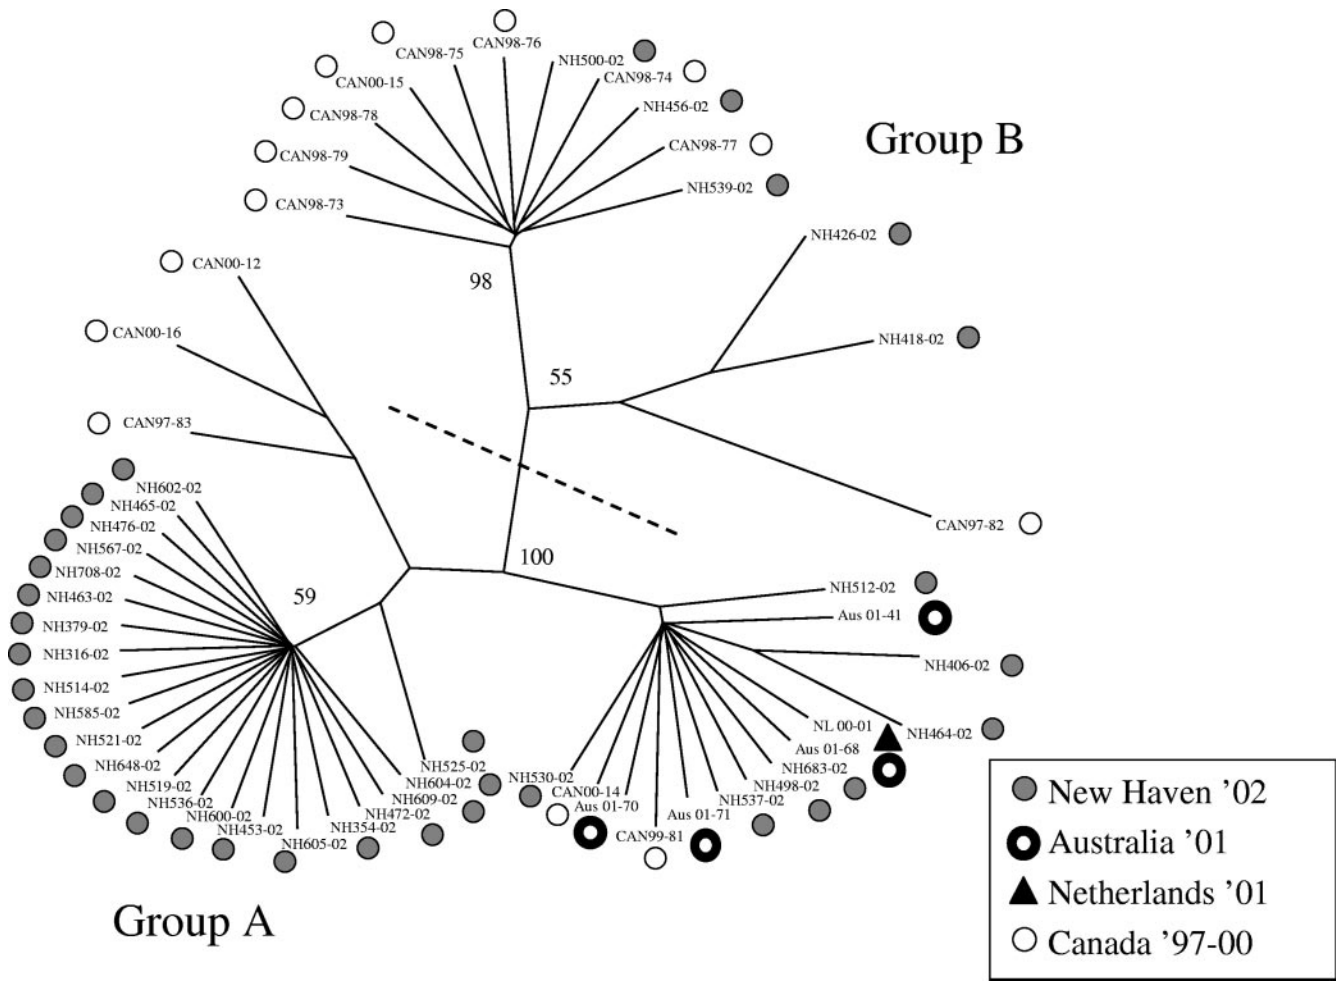 CAN98-76
CAN98-75
NH500-02
CAN98-74
CAN00-15
NH456-02
CAN98-78
Group B
CAN98-77
CAN98-79
NH539-02
CAN98-73
NH426-02
CAN00-12
98
CAN00-16
NH418-02
55
CAN97-83
NH602-02
NH465-02
NH476-02
CAN97-82
NH567-02
100
NH708-02
NH512-02
59
NH463-02
Aus 01-41
NH379-02
NH316-02
NH406-02
NH514-02
NH585-02
NL 00-01
NH464-02
NH521-02
Aus 01-68
NH648-02
NH525-02
NH683-02
NH530-02
NH519-02
NH604-02
NH498-02
CAN00-14
NH536-02
NH609-02
NH537-02
Aus 01-70
NH600-02
NH472-02
Aus 01-71
NH453-02
NH354-02
CAN99-81
NH605-02
Group A
New Haven ’02
Australia ’01
Netherlands ’01
Canada ’97-00